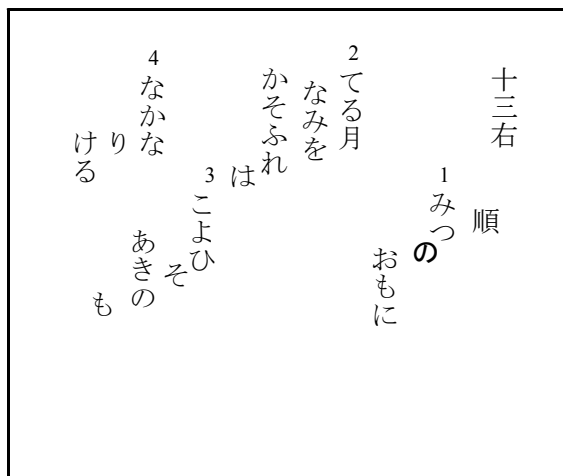 十三右
順
1みつ
の
おもに
2てる月
なみを
かそふれ
は
3こよひ
そ
あきの
も
4なかな
り
ける